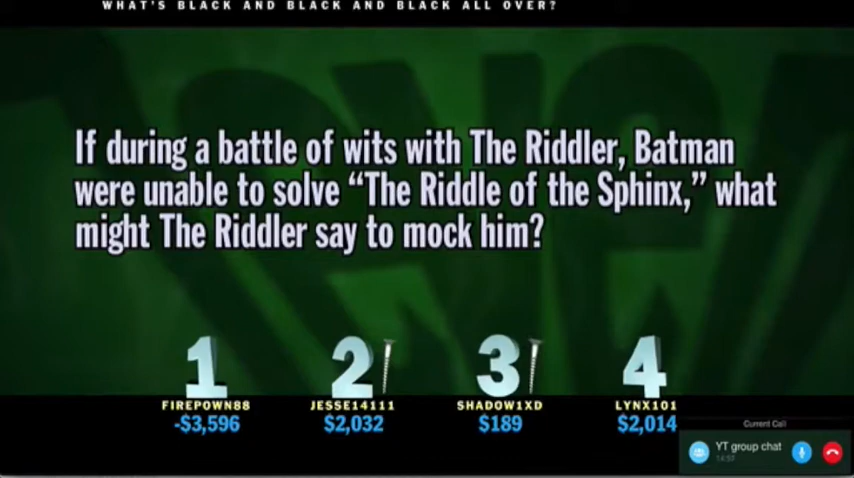 WHAT'S BLACK AND BLACK AND BLACK ALL OVER?
If during a battle of wits with The Riddler, Batman
were unable to solve “The Riddle of the Sphinx,” what
might The Riddler say to mock him?
1 2 3 4
FIREPOWN88 JESSE14111 SHADOW1XD LYNX101
-$3,596 $2,032 $189 $2,014
Current Call
YT group chat
14:53